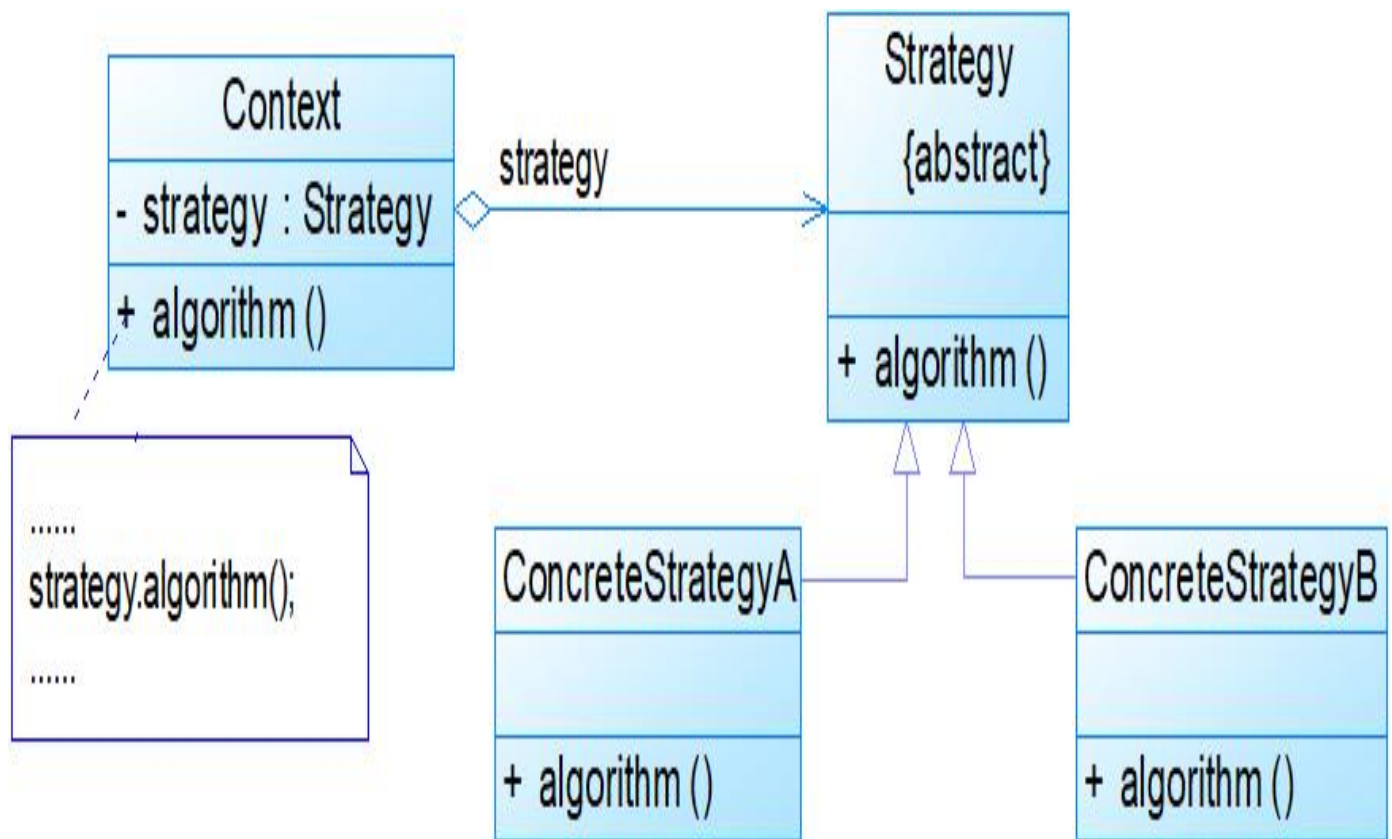 Context
- strategy : Strategy
+ algorithm ()
strategy
Strategy
{abstract}
+ algorithm ()
......
strategy.algorithm();
......
ConcreteStrategyA
+ algorithm ()
ConcreteStrategyB
+ algorithm ()